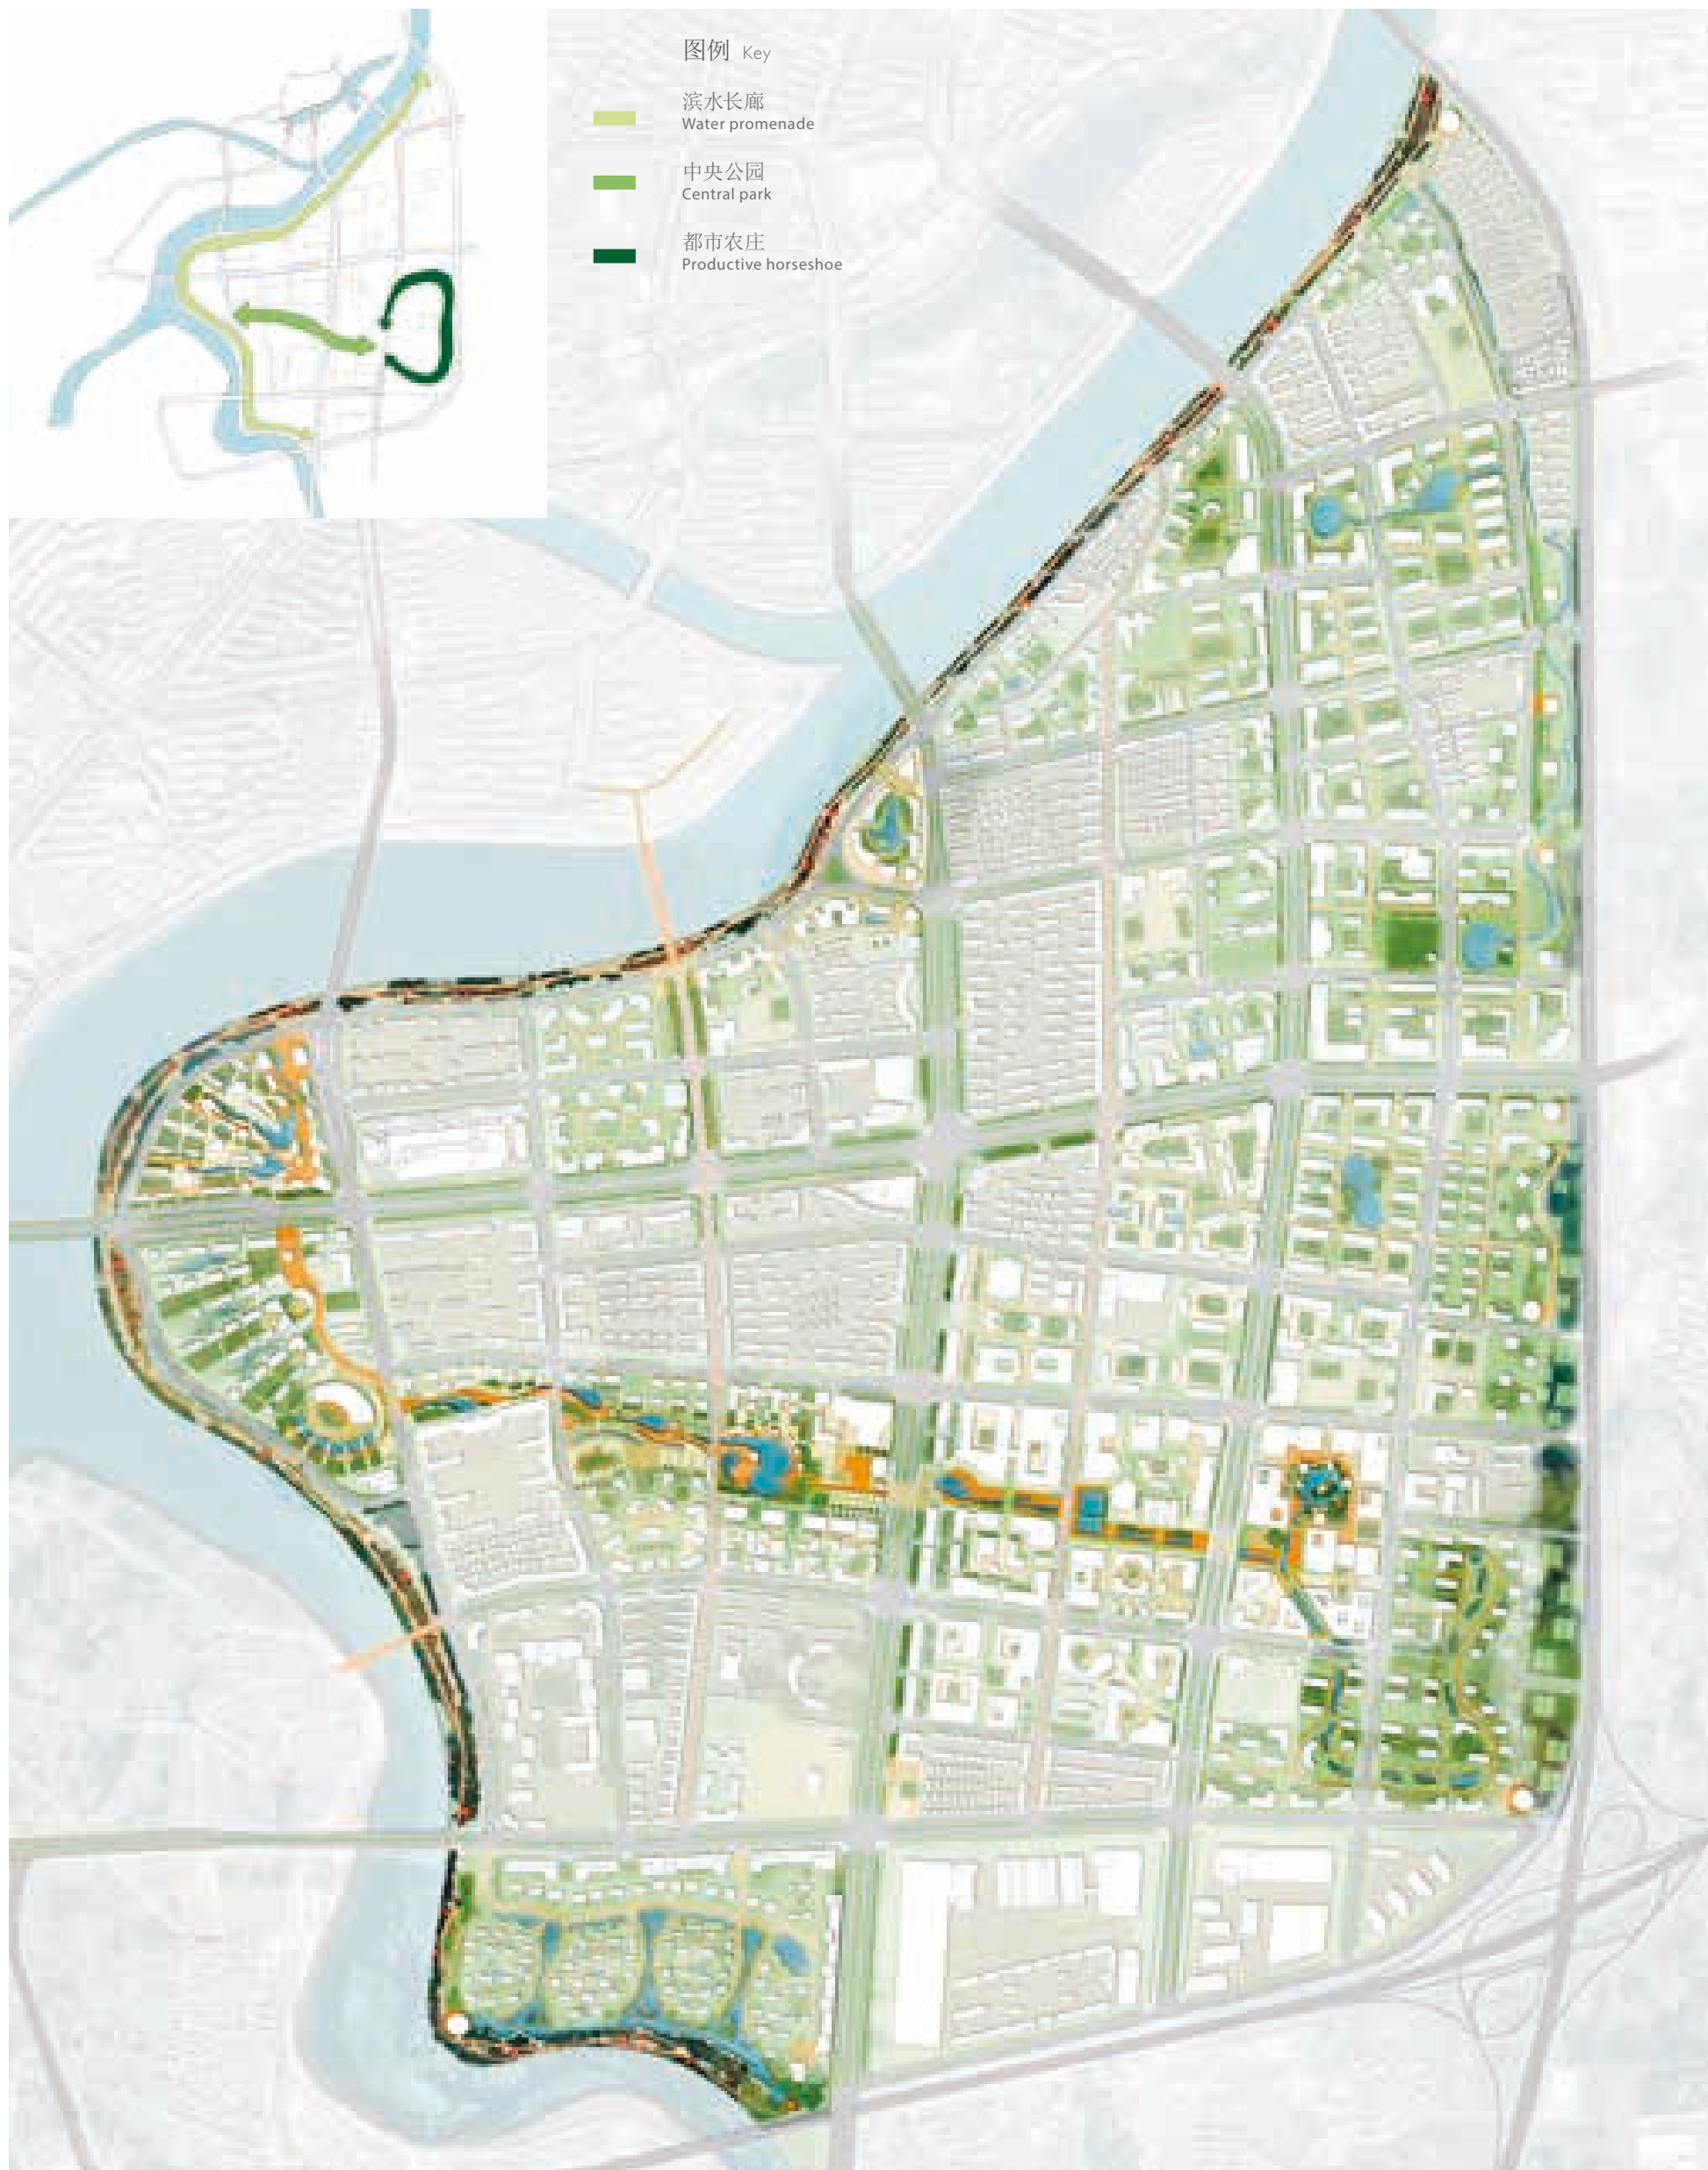 图例 Key
滨水长廊
Water promenade
中央公园
Central park
都市农庄
Productive horseshoe